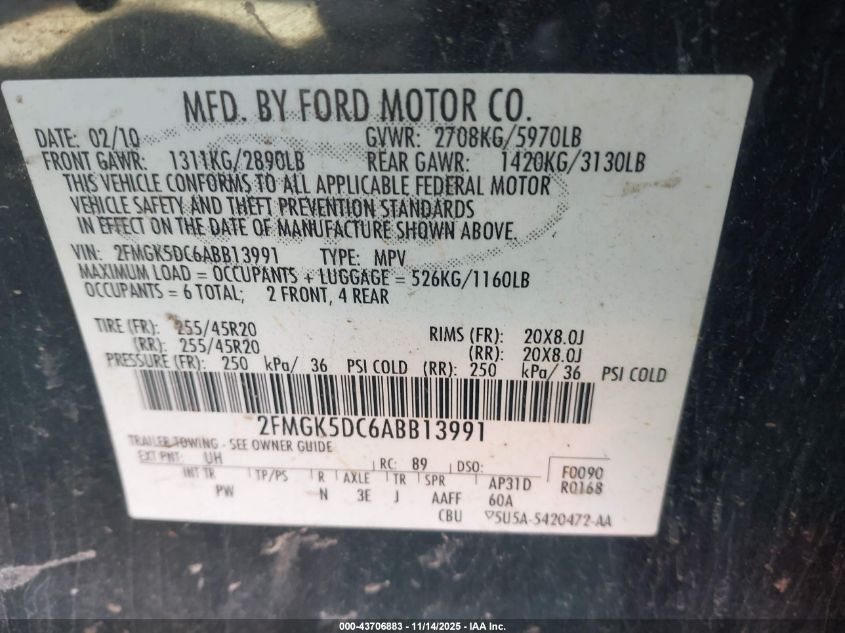 MFD. BY FORD MOTOR CO.
DATE: 02/10 GVWR: 2708KG/5970LB
FRONT GAWR: 1311KG/2890LB REAR GAWR: 1420KG/3130LB
THIS VEHICLE CONFORMS TO ALL APPLICABLE FEDERAL MOTOR
VEHICLE SAFETY AND THEFT PREVENTION STANDARDS
IN EFFECT ON THE DATE OF MANUFACTURE SHOWN ABOVE.
VIN: 2FMGK5DC6ABB13991 TYPE: MPV
MAXIMUM LOAD = OCCUPANTS + LUGGAGE = 526KG/1160LB
OCCUPANTS = 6 TOTAL; 2 FRONT, 4 REAR
TIRE (FR): 255/45R20 RIMS (FR): 20X8.0J
(RR): 255/45R20 (RR): 20X8.0J
PRESSURE (FR): 250 kPa/ 36 PSI COLD (RR): 250 kPa/ 36 PSI COLD
2FMGK5DC6ABB13991
TRAILER TOWING - SEE OWNER GUIDE
EXT PNT: UH RC: 89 DSO: F0090
INT TR TP/PS R AXLE TR SPR AP31D R0168
PW N 3E J AAFF 60A
CBU ▽5U5A-5420472-AA
000-43706883 - 11/14/2025 - IAA Inc.